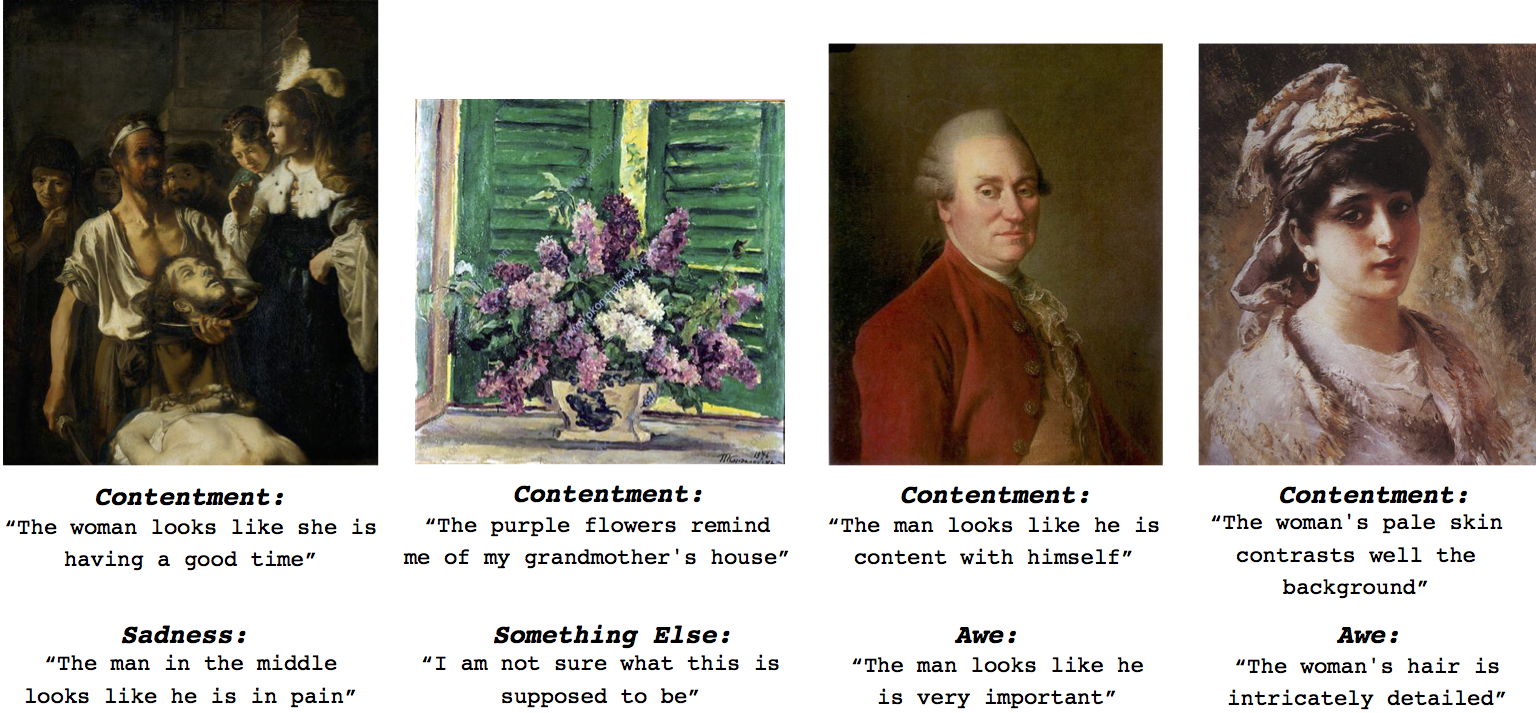 Contentment:
“The woman looks like she is
having a good time”
Sadness:
“The man in the middle
looks like he is in pain”
Contentment:
“The purple flowers remind
me of my grandmother's house”
Something Else:
“I am not sure what this is
supposed to be”
Contentment:
“The man looks like he is
content with himself”
Awe:
“The man looks like he
is very important”
Contentment:
“The woman's pale skin
contrasts well the
background”
Awe:
“The woman's hair is
intricately detailed”